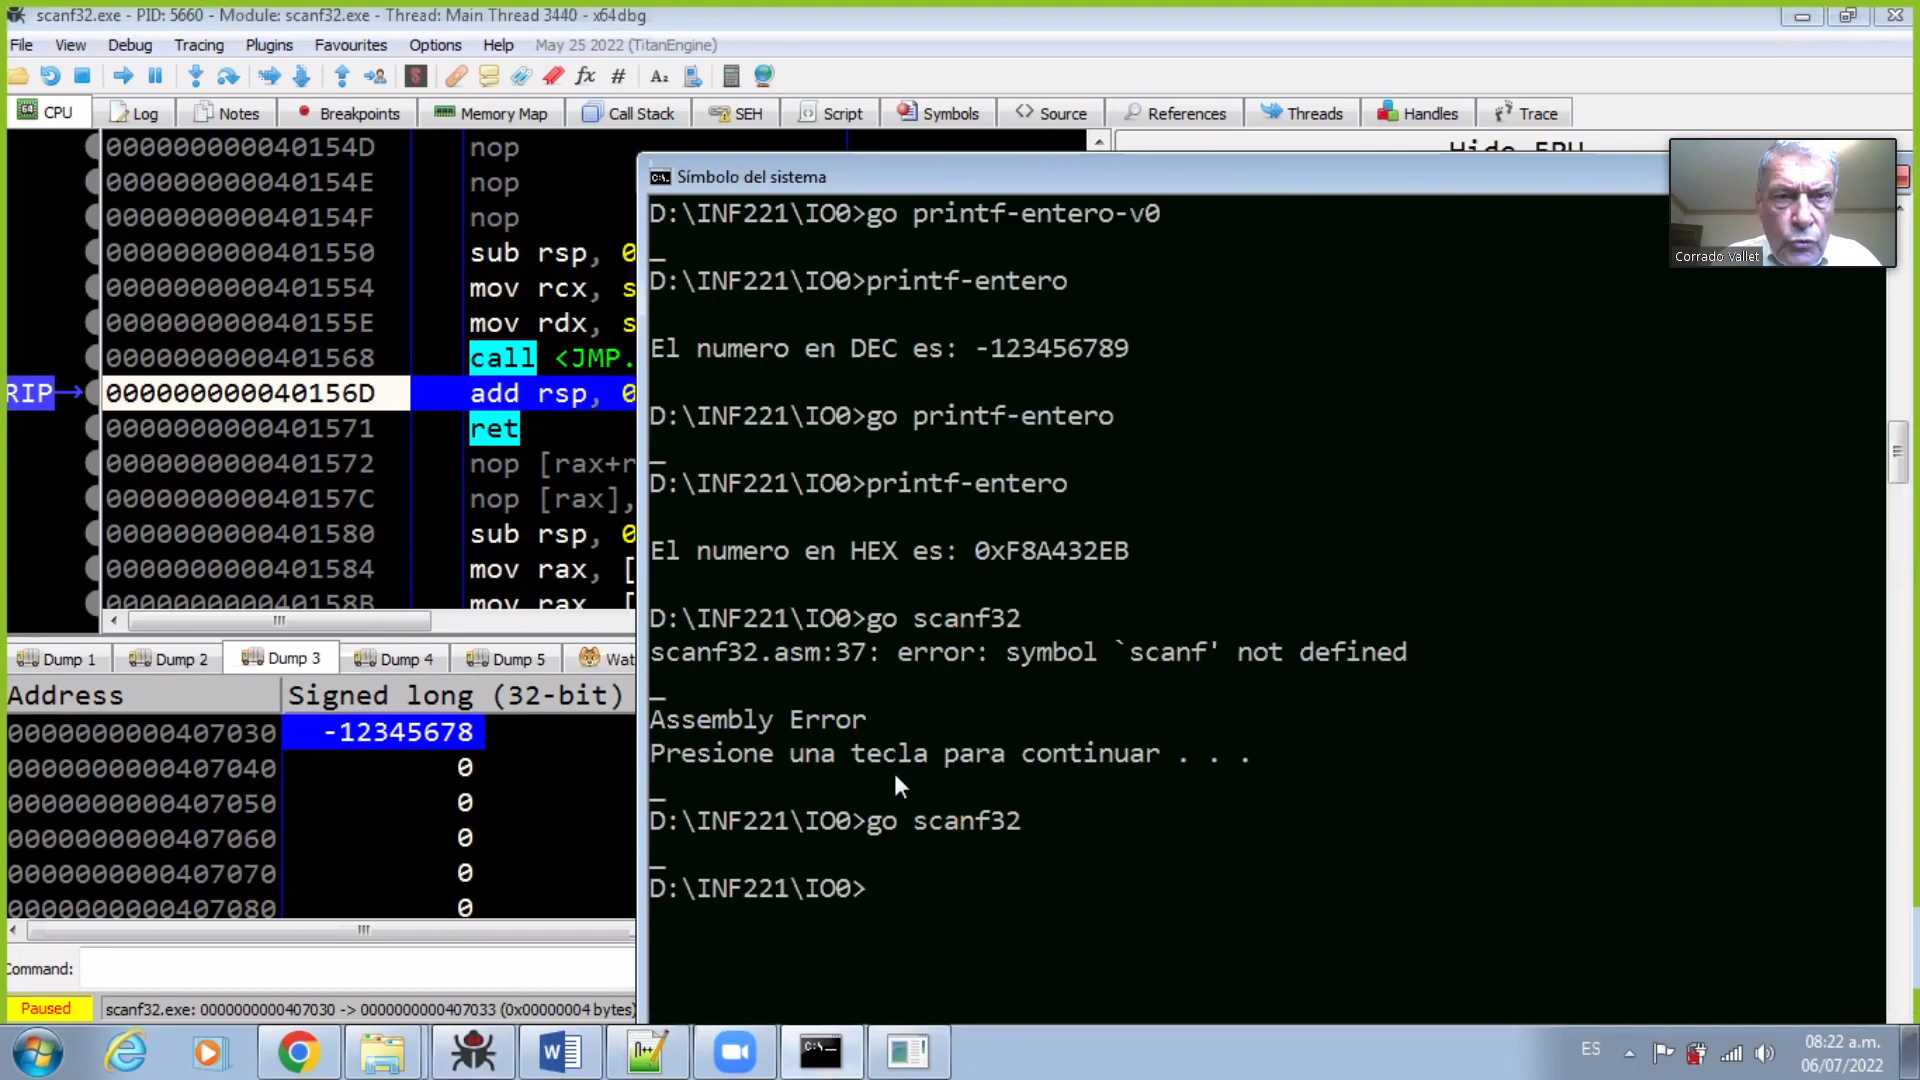 scanf32.exe - PID: 5660 - Module: scanf32.exe - Thread: Main Thread 3440 - x64dbg
File View Debug Tracing Plugins Favourites Options Help May 25 2022 (TitanEngine)
CPU Log Notes Breakpoints Memory Map Call Stack SEH Script Symbols Source References Threads Handles Trace
Hide FPU
000000000040154D nop
000000000040154E nop
000000000040154F nop
0000000000401550 sub rsp, 0
0000000000401554 mov rcx, s
000000000040155E mov rdx, s
0000000000401568 call <JMP.
RIP 000000000040156D add rsp, 0
0000000000401571 ret
0000000000401572 nop [rax+r
000000000040157C nop [rax],
0000000000401580 sub rsp, 0
0000000000401584 mov rax, [
000000000040158B mov rax, [
Dump 1 Dump 2 Dump 3 Dump 4 Dump 5 Wat
Address Signed long (32-bit)
0000000000407030 -12345678
0000000000407040 0
0000000000407050 0
0000000000407060 0
0000000000407070 0
0000000000407080 0
Command:
Paused scanf32.exe: 0000000000407030 -> 0000000000407033 (0x00000004 bytes)
Símbolo del sistema
D:\INF221\IO0>go printf-entero-v0
_
D:\INF221\IO0>printf-entero
El numero en DEC es: -123456789
D:\INF221\IO0>go printf-entero
_
D:\INF221\IO0>printf-entero
El numero en HEX es: 0xF8A432EB
D:\INF221\IO0>go scanf32
scanf32.asm:37: error: symbol `scanf' not defined
_
Assembly Error
Presione una tecla para continuar . . .
_
D:\INF221\IO0>go scanf32
_
D:\INF221\IO0>
Corrado Vallet
ES
08:22 a.m.
06/07/2022